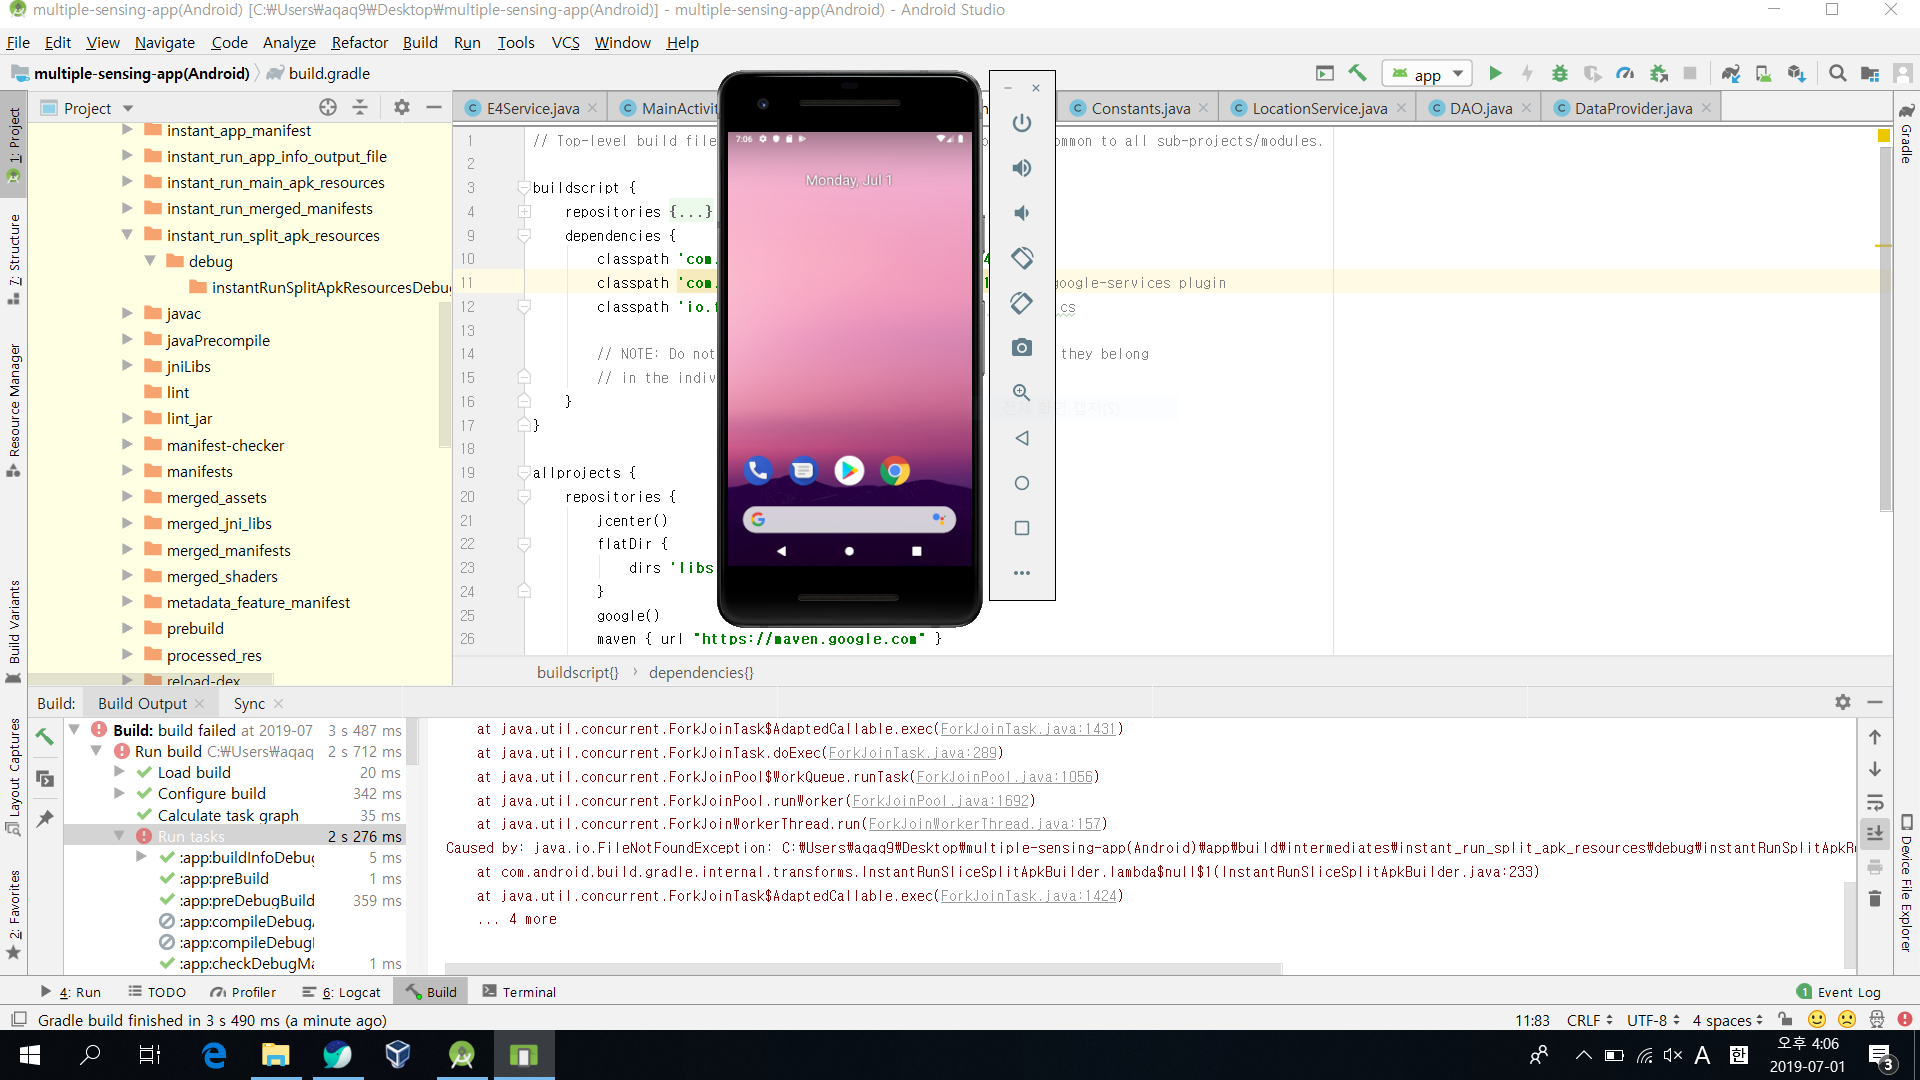 multiple-sensing-app(Android) [C:₩Users₩aqaq9₩Desktop₩multiple-sensing-app(Android)] - multiple-sensing-app(Android) - Android Studio
File Edit View Navigate Code Analyze Refactor Build Run Tools VCS Window Help
multiple-sensing-app(Android) build.gradle
app
Project
E4Service.java MainActivit Constants.java LocationService.java DAO.java DataProvider.java
1: Project
7: Structure
Resource Manager
Build Variants
Layout Captures
2: Favorites
instant_app_manifest
instant_run_app_info_output_file
instant_run_main_apk_resources
instant_run_merged_manifests
instant_run_split_apk_resources
debug
instantRunSplitApkResourcesDebu
javac
javaPrecompile
jniLibs
lint
lint_jar
manifest-checker
manifests
merged_assets
merged_jni_libs
merged_manifests
merged_shaders
metadata_feature_manifest
prebuild
processed_res
reload-dex
1 // Top-level build file ommon to all sub-projects/modules.
2
3 buildscript {
4 repositories {...}
9 dependencies {
10 classpath 'com.
11 classpath 'com. google-services plugin
12 classpath 'io.f cs
13
14 // NOTE: Do not they belong
15 // in the indiv
16 }
17 }
18
19 allprojects {
20 repositories {
21 jcenter()
22 flatDir {
23 dirs 'libs
24 }
25 google()
26 maven { url "https://maven.google.com" }
buildscript{} › dependencies{}
7:06
Monday, Jul 1
G
Gradle
Device File Explorer
Build: Build Output Sync
Build: build failed at 2019-07 3 s 487 ms
Run build C:₩Users₩aqaq 2 s 712 ms
Load build 20 ms
Configure build 342 ms
Calculate task graph 35 ms
Run tasks 2 s 276 ms
:app:buildInfoDebug 5 ms
:app:preBuild 1 ms
:app:preDebugBuild 359 ms
:app:compileDebug
:app:compileDebug
:app:checkDebugMa 1 ms
at java.util.concurrent.ForkJoinTask$AdaptedCallable.exec(ForkJoinTask.java:1431)
at java.util.concurrent.ForkJoinTask.doExec(ForkJoinTask.java:289)
at java.util.concurrent.ForkJoinPool$WorkQueue.runTask(ForkJoinPool.java:1056)
at java.util.concurrent.ForkJoinPool.runWorker(ForkJoinPool.java:1692)
at java.util.concurrent.ForkJoinWorkerThread.run(ForkJoinWorkerThread.java:157)
Caused by: java.io.FileNotFoundException: C:₩Users₩aqaq9₩Desktop₩multiple-sensing-app(Android)₩app₩build₩intermediates₩instant_run_split_apk_resources₩debug₩instantRunSplitApkR
at com.android.build.gradle.internal.transforms.InstantRunSliceSplitApkBuilder.lambda$null$1(InstantRunSliceSplitApkBuilder.java:233)
at java.util.concurrent.ForkJoinTask$AdaptedCallable.exec(ForkJoinTask.java:1424)
... 4 more
4: Run TODO Profiler 6: Logcat Build Terminal 1 Event Log
Gradle build finished in 3 s 490 ms (a minute ago) 11:83 CRLF UTF-8 4 spaces
A 한 오후 4:06
2019-07-01 3